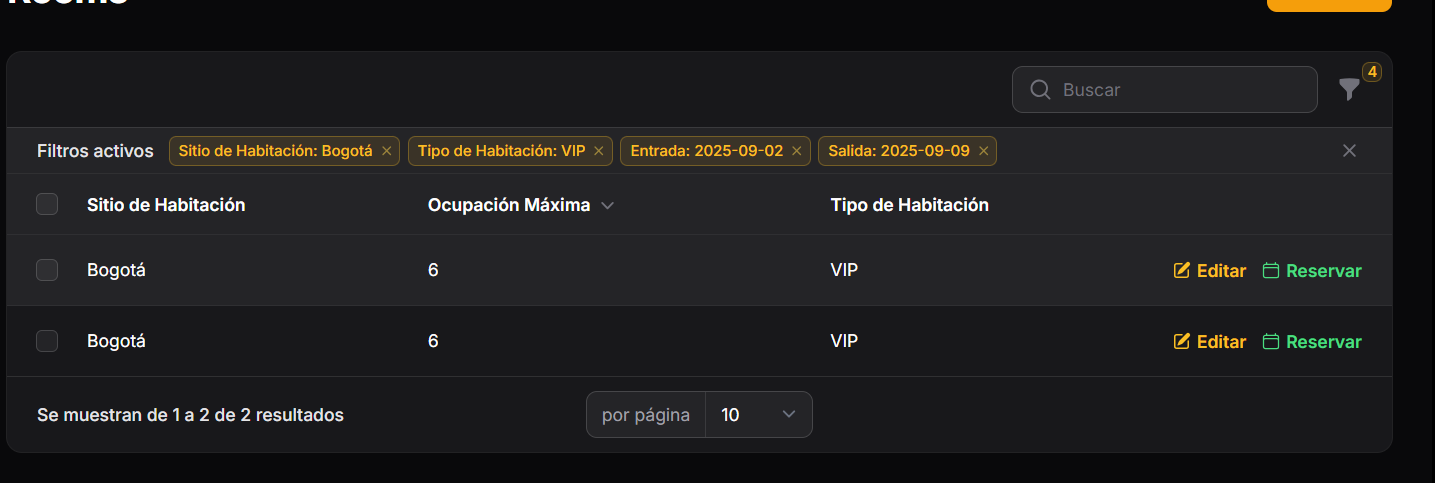 Rooms
Buscar
4
Filtros activos Sitio de Habitación: Bogotá Tipo de Habitación: VIP Entrada: 2025-09-02 Salida: 2025-09-09
Sitio de Habitación Ocupación Máxima Tipo de Habitación
Bogotá 6 VIP Editar Reservar
Bogotá 6 VIP Editar Reservar
Se muestran de 1 a 2 de 2 resultados por página 10